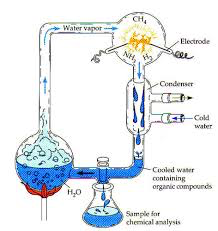 CH₄
Water vapor
Electrode
NH₃ H₂
Condenser
Cold
water
Cooled water
containing
organic compounds
H₂O
Sample for
chemical analysis